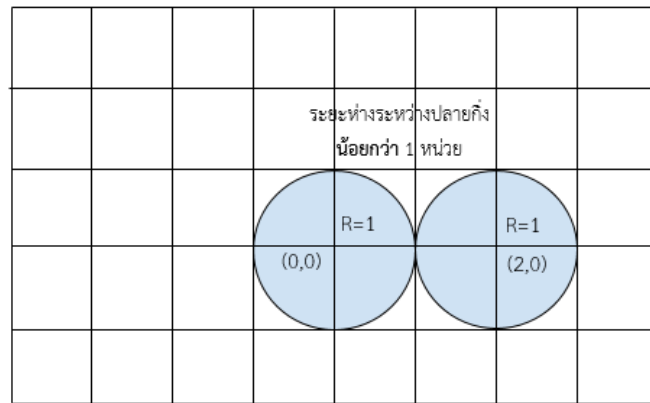 ระยะห่างระหว่างปลายกิ่ง
น้อยกว่า 1 หน่วย
R=1
R=1
(0,0)
(2,0)